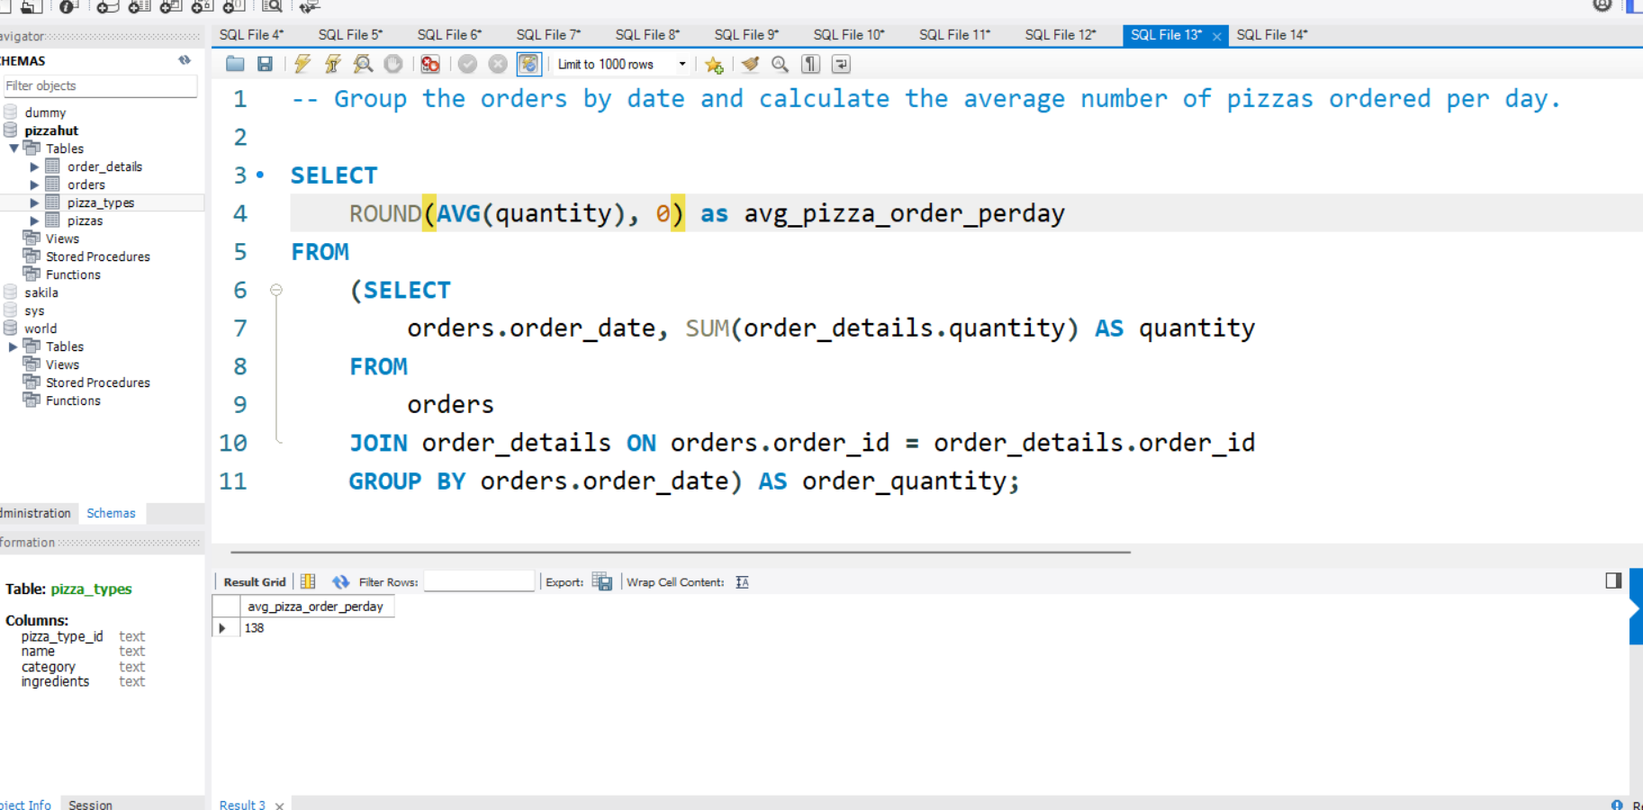 avigator
SQL File 4* SQL File 5* SQL File 6* SQL File 7* SQL File 8* SQL File 9* SQL File 10* SQL File 11* SQL File 12* SQL File 13* × SQL File 14*
HEMAS
Limit to 1000 rows
Filter objects
dummy
pizzahut
Tables
order_details
orders
pizza_types
pizzas
Views
Stored Procedures
Functions
sakila
sys
world
Tables
Views
Stored Procedures
Functions
1 -- Group the orders by date and calculate the average number of pizzas ordered per day.
2
3 SELECT
4 ROUND(AVG(quantity), 0) as avg_pizza_order_perday
5 FROM
6 (SELECT
7 orders.order_date, SUM(order_details.quantity) AS quantity
8 FROM
9 orders
10 JOIN order_details ON orders.order_id = order_details.order_id
11 GROUP BY orders.order_date) AS order_quantity;
dministration Schemas
formation
Table: pizza_types
Columns:
pizza_type_id text
name text
category text
ingredients text
Result Grid Filter Rows: Export: Wrap Cell Content:
avg_pizza_order_perday
138
bject Info Session
Result 3 ×
Re